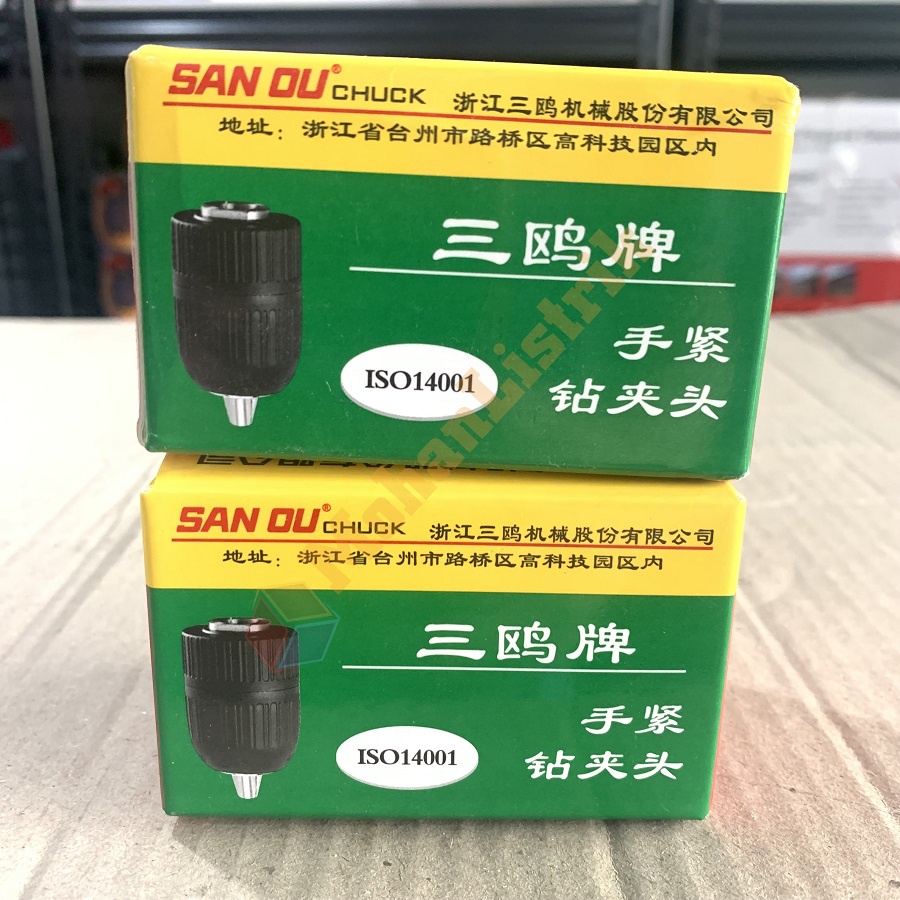 SAN OU® CHUCK 浙江三鸥机械股份有限公司
地址：浙江省台州市路桥区高科技园区内
三鸥牌
手紧
钻夹头
ISO14001
SAN OU® CHUCK 浙江三鸥机械股份有限公司
地址：浙江省台州市路桥区高科技园区内
三鸥牌
手紧
钻夹头
ISO14001